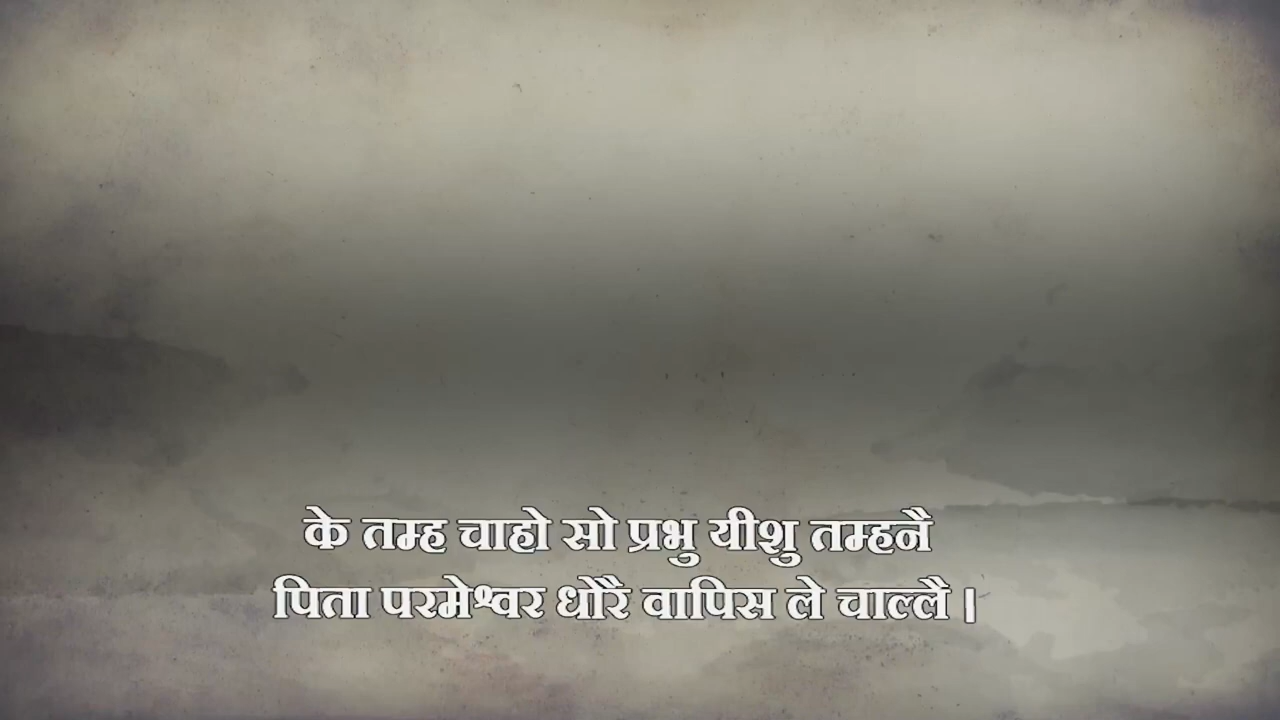 के तम्ह चाहो सो प्रभु यीशु तम्हनै
पिता परमेश्वर धोरै वापिस ले चाल्लै |